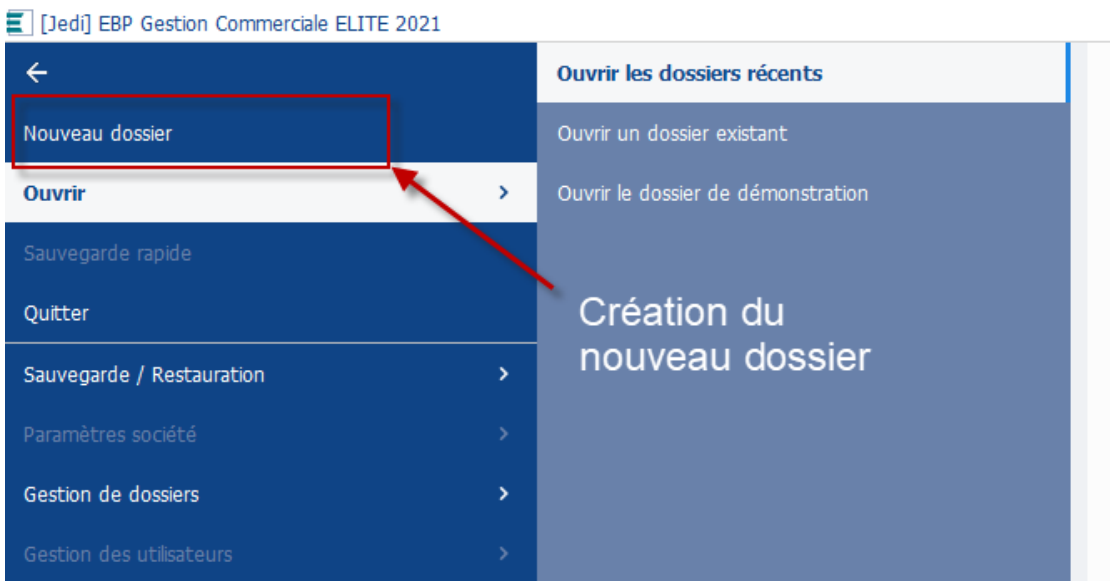 [Jedi] EBP Gestion Commerciale ELITE 2021
Nouveau dossier
Ouvrir
Sauvegarde rapide
Quitter
Sauvegarde / Restauration
Paramètres société
Gestion de dossiers
Gestion des utilisateurs
Ouvrir les dossiers récents
Ouvrir un dossier existant
Ouvrir le dossier de démonstration
Création du
nouveau dossier